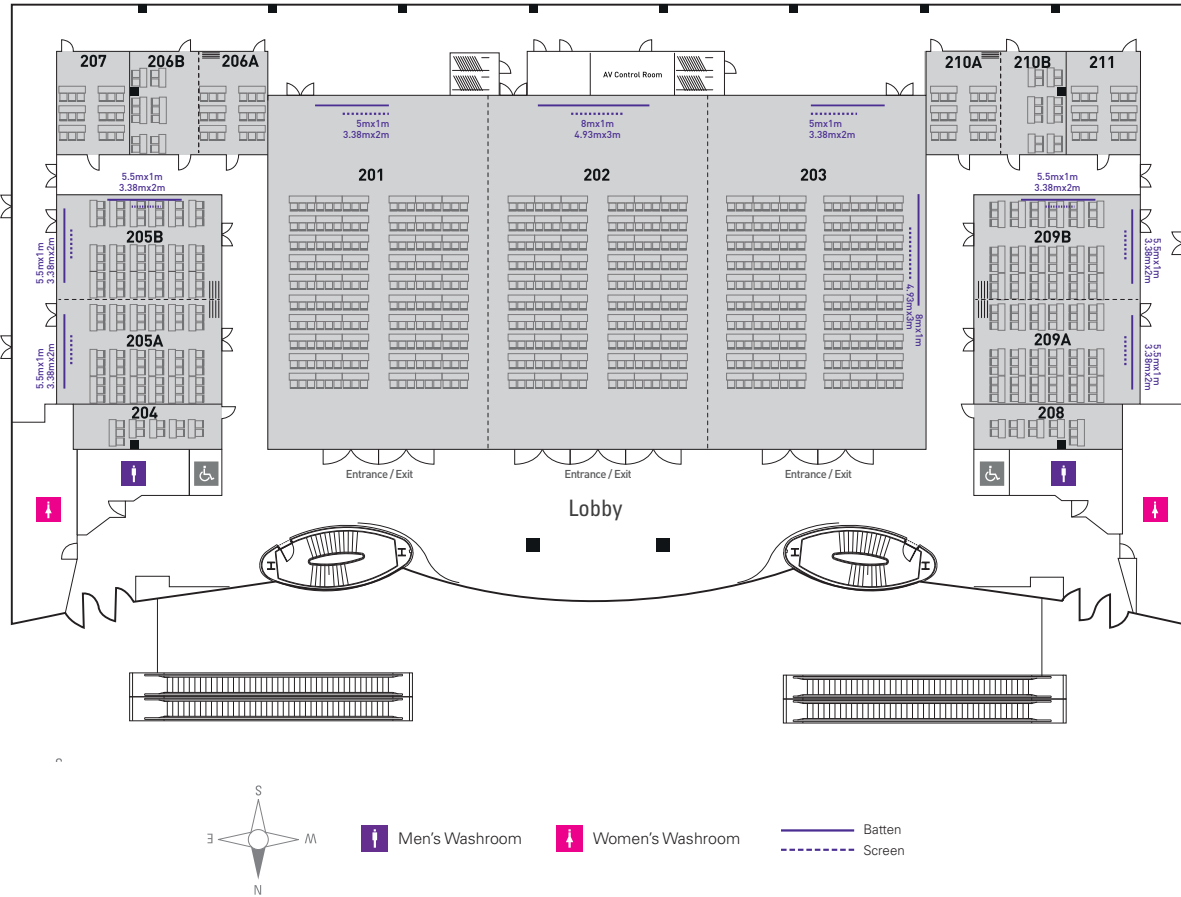 207
206B
206A
AV Control Room
210A
210B
211
5mx1m
3.38mx2m
8mx1m
4.93mx3m
5mx1m
3.38mx2m
201
202
203
5.5mx1m
3.38mx2m
5.5mx1m
3.38mx2m
205B
209B
5.5mx1m
3.38mx2m
5.5mx1m
3.38mx2m
4.93mx3m
8mx1m
205A
209A
5.5mx1m
3.38mx2m
5.5mx1m
3.38mx2m
204
208
Entrance / Exit
Entrance / Exit
Entrance / Exit
Lobby
S
E
W
N
Men's Washroom
Women's Washroom
Batten
Screen